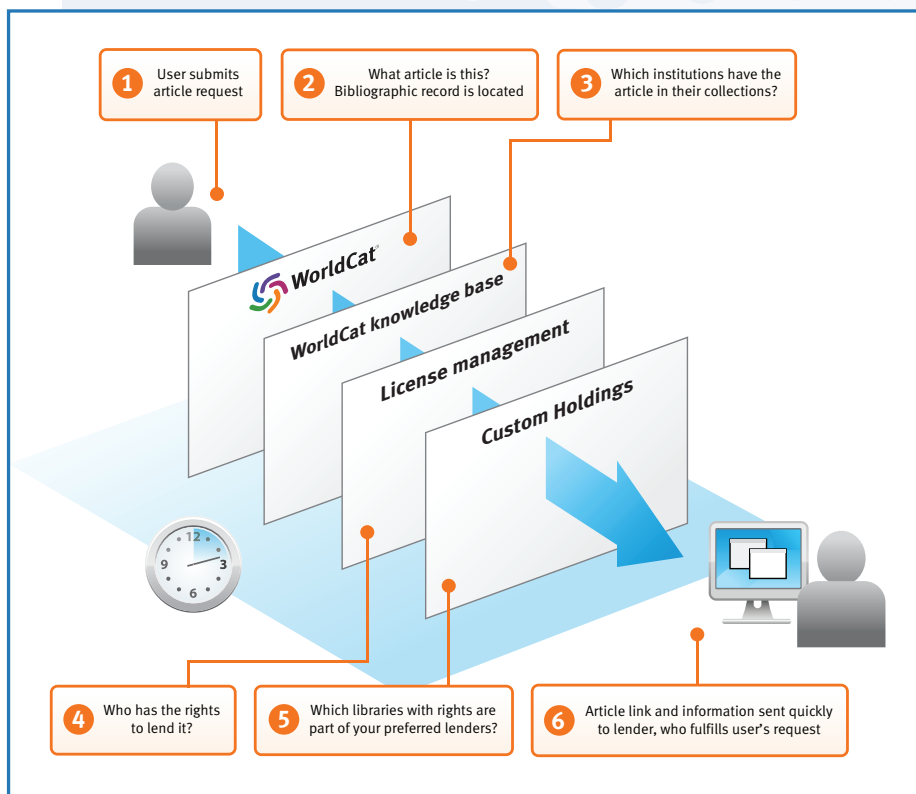 1
User submits
article request
2
What article is this?
Bibliographic record is located
3
Which institutions have the
article in their collections?
WorldCat®
WorldCat knowledge base
License management
Custom Holdings
12
3
6
9
4
Who has the rights
to lend it?
5
Which libraries with rights are
part of your preferred lenders?
6
Article link and information sent quickly
to lender, who fulfills user’s request